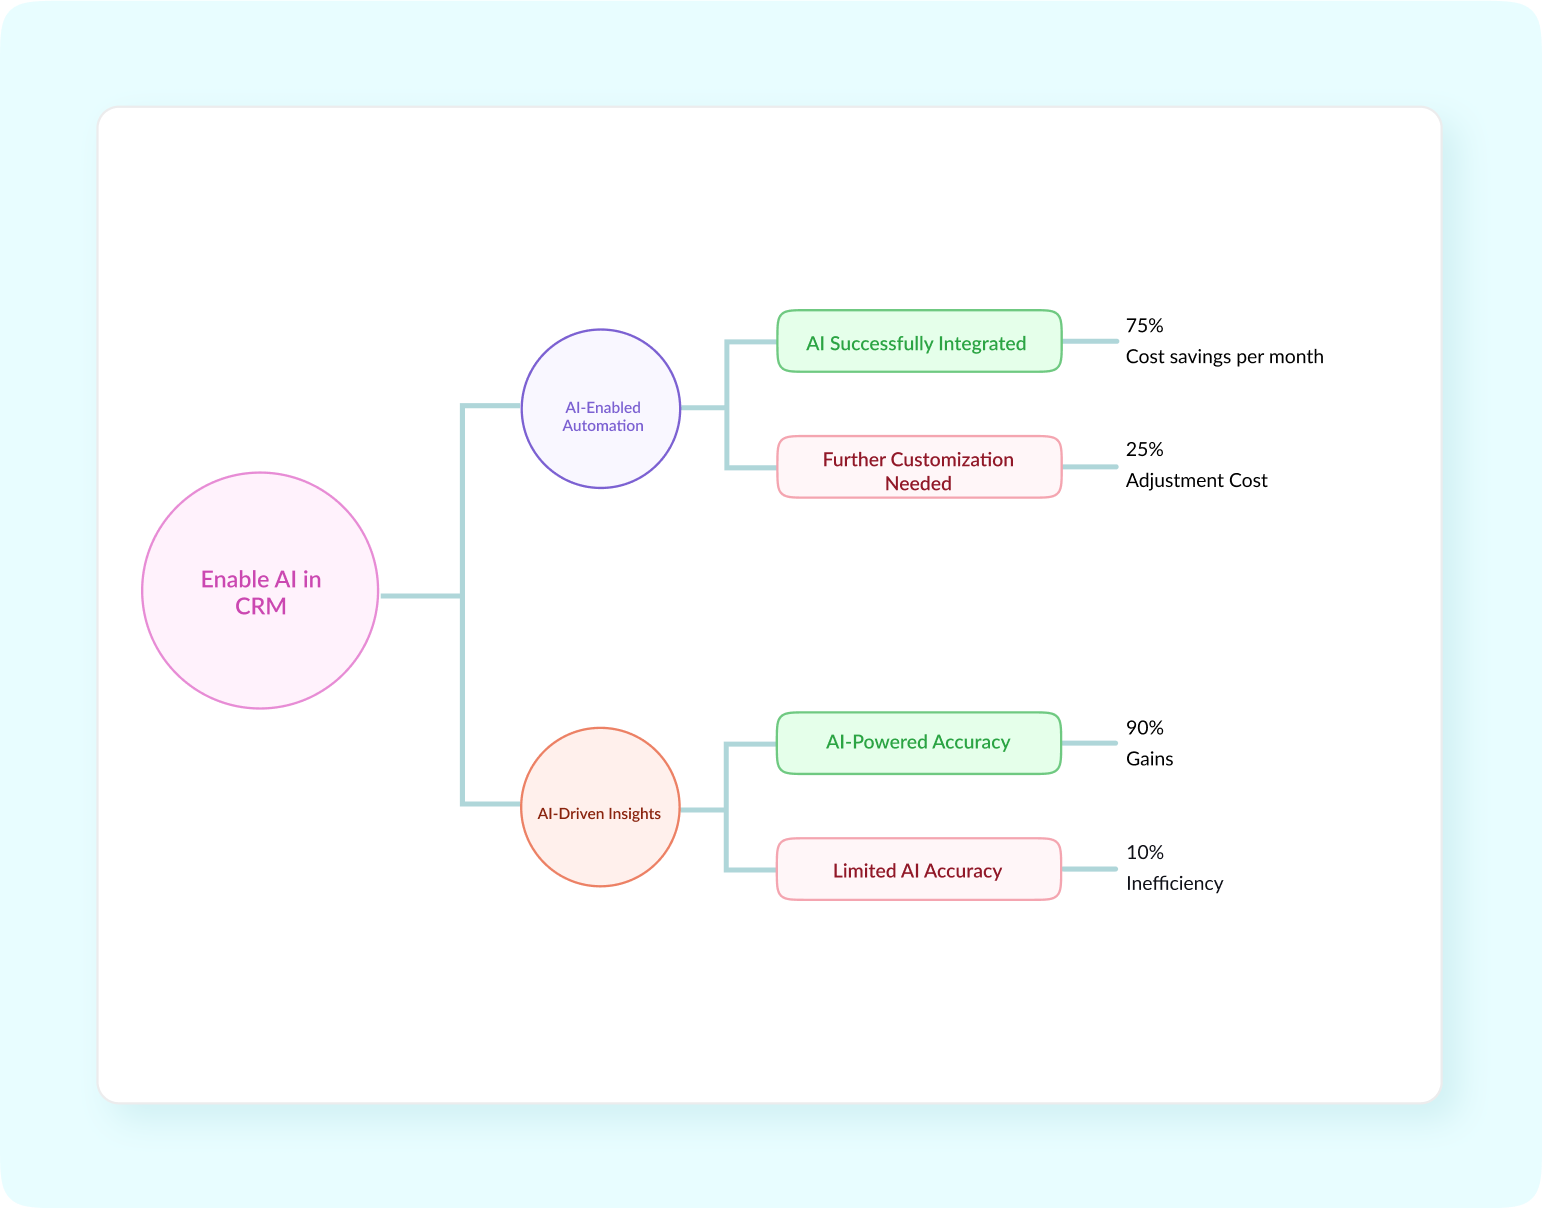 Enable AI in
CRM
AI-Enabled
Automation
AI Successfully Integrated
75%
Cost savings per month
Further Customization
Needed
25%
Adjustment Cost
AI-Driven Insights
AI-Powered Accuracy
90%
Gains
Limited AI Accuracy
10%
Inefficiency